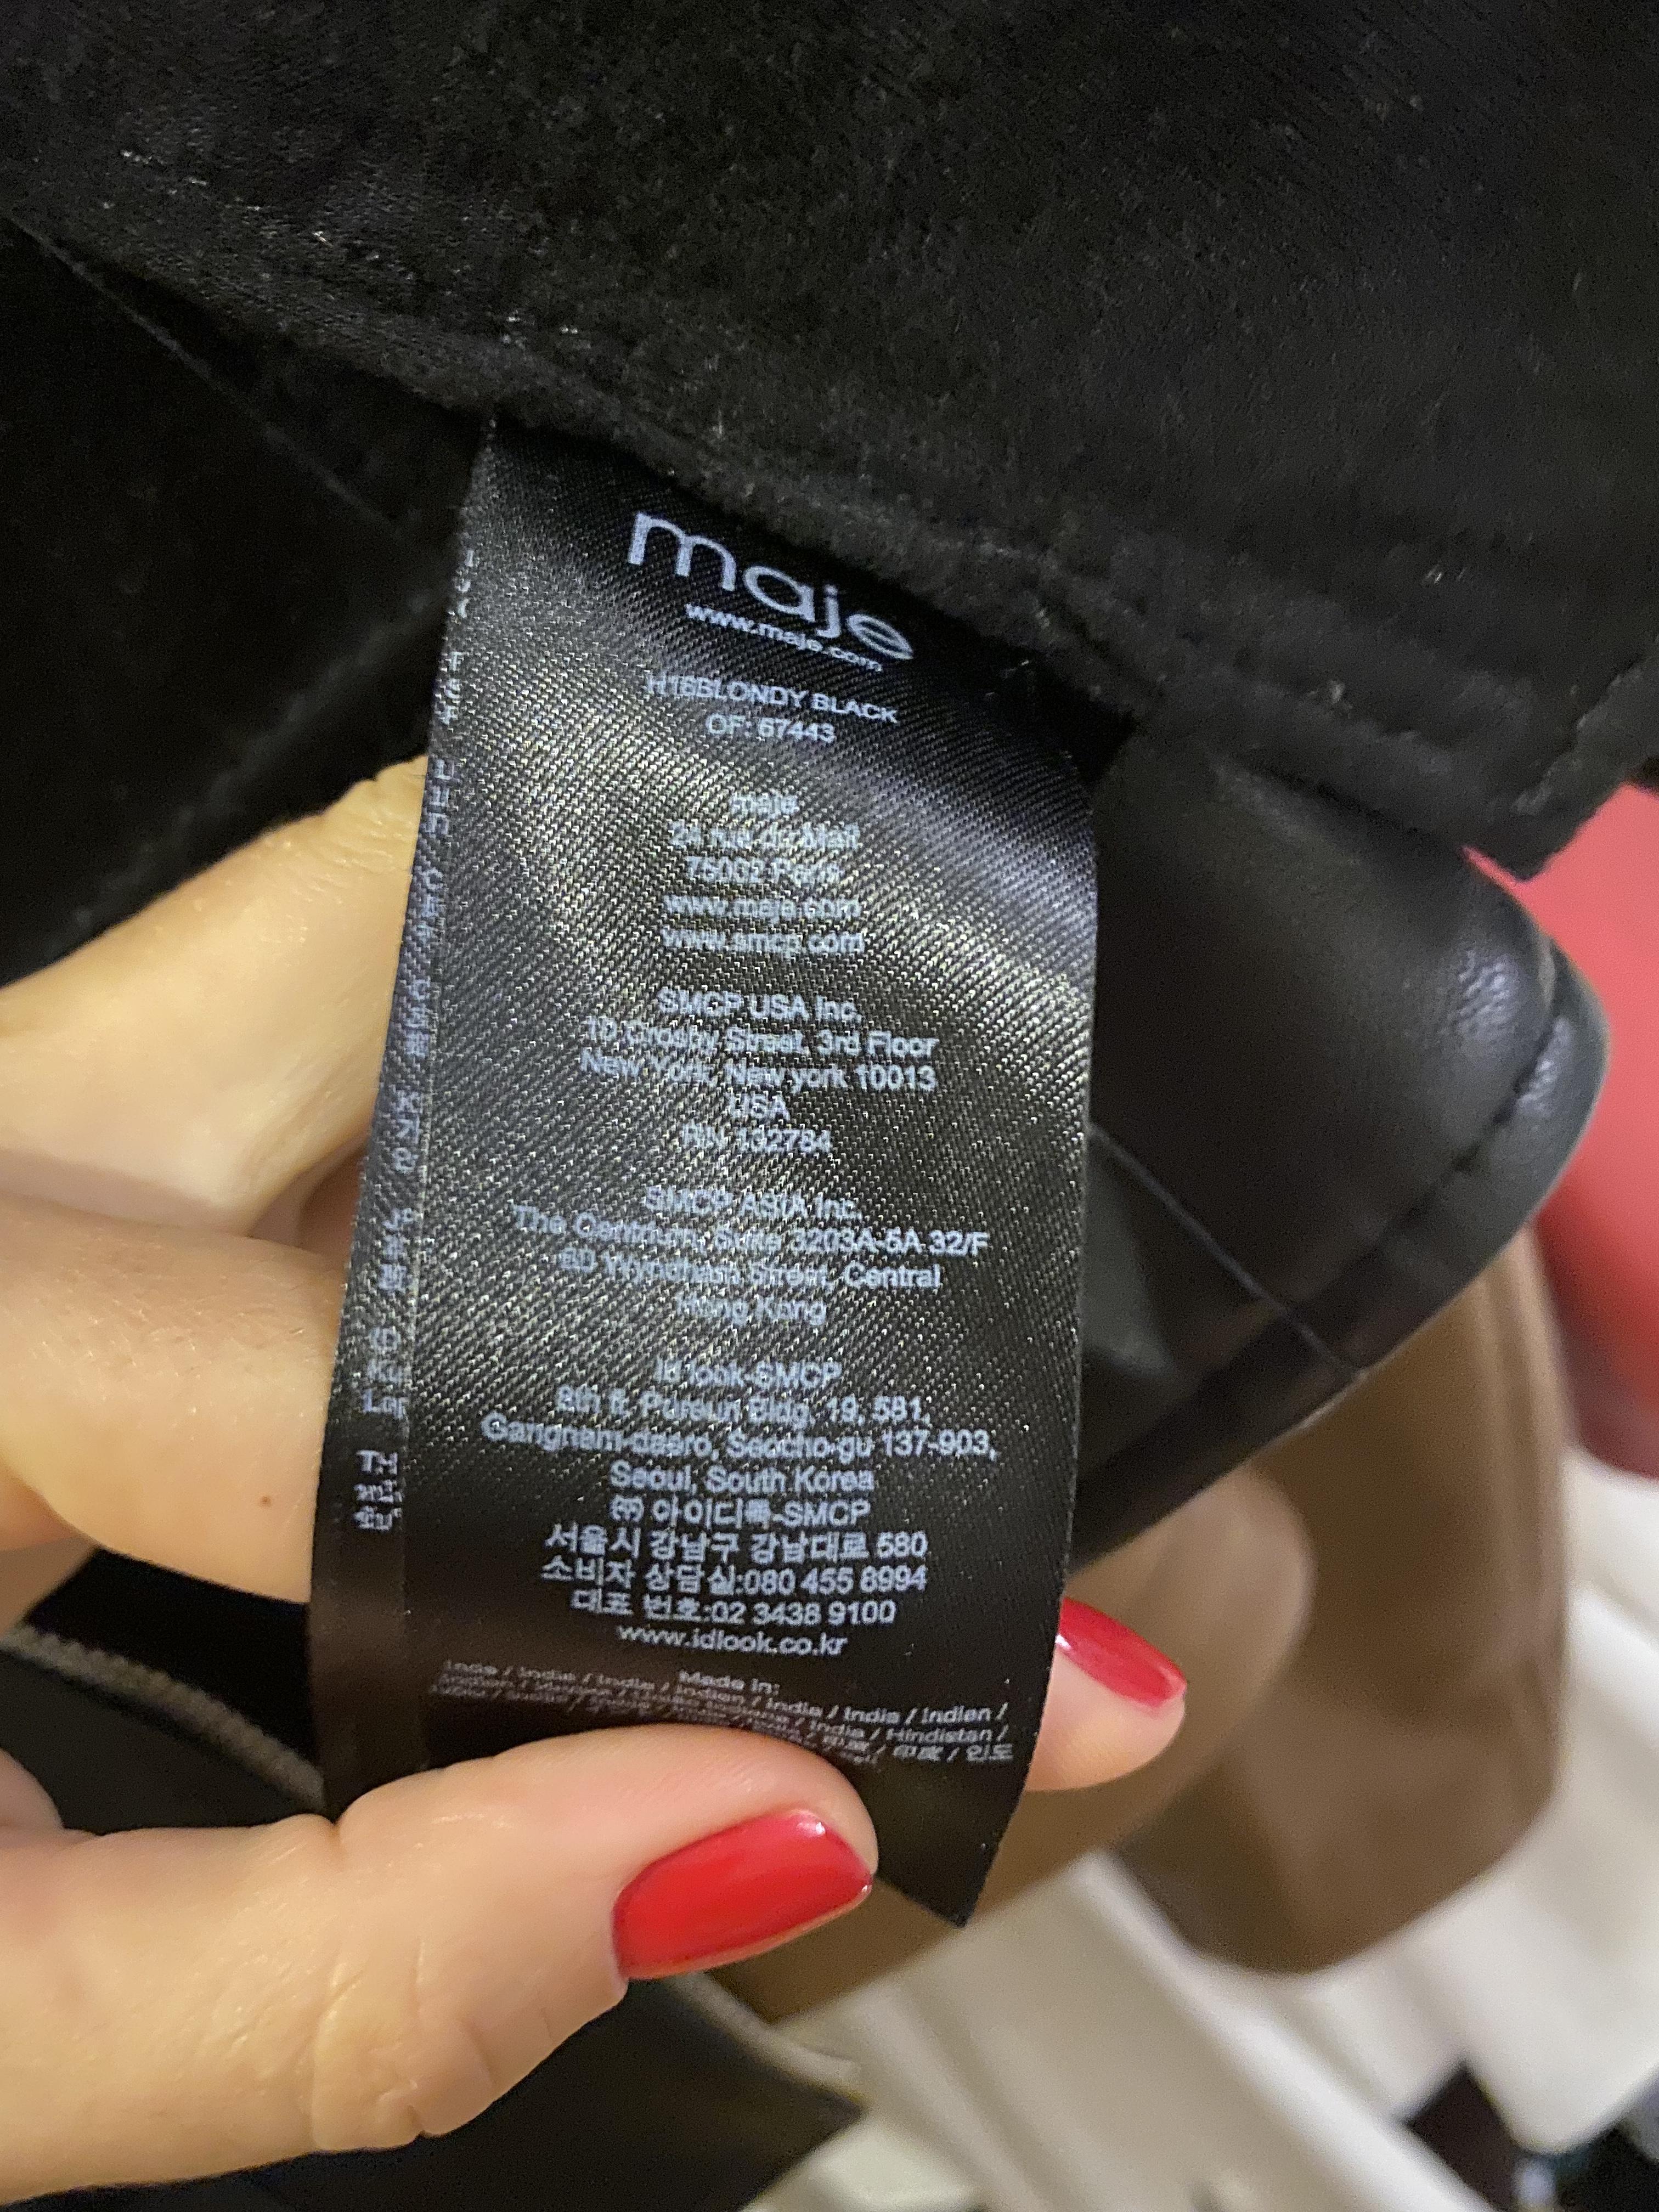 maje
www.maje.com
H16BLONDY BLACK
OF: 57443
maje
24 rue du Mail
75002 Paris
www.maje.com
www.smcp.com
SMCP USA Inc.
10 Crosby Street, 3rd Floor
New York, New york 10013
USA
RN 132784
SMCP ASIA Inc.
The Centrum, Suite 3203A-5A 32/F
60 Wyndham Street, Central
Hong Kong
Id look-SMCP
8th fl. Pureun Bldg, 19, 581,
Gangnam-daero, Seocho-gu 137-903,
Seoul, South Korea
㈜ 아이디룩-SMCP
서울시 강남구 강남대로 580
소비자 상담실:080 455 8994
대표 번호:02 3438 9100
www.idlook.co.kr
Made in:
Inde / India / India / Indien / India / India / Indien /
India / Hindistan /
印度 / 인도